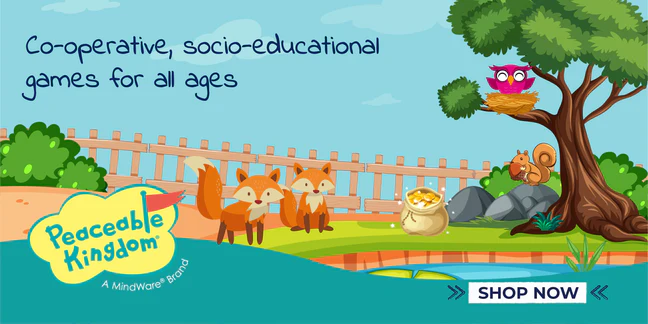 Co-operative, socio-educational
games for all ages
Peaceable
Kingdom®
A MindWare® Brand
SHOP NOW